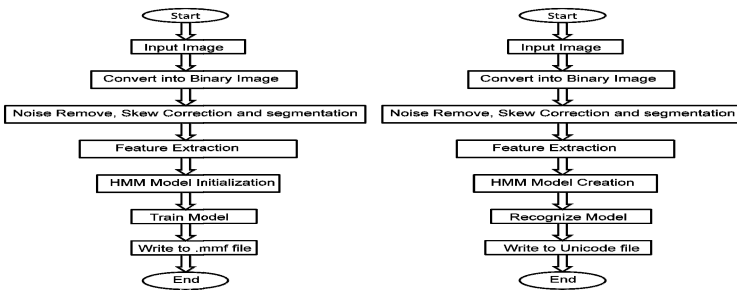 Start
Input Image
Convert into Binary Image
Noise Remove, Skew Correction and segmentation
Feature Extraction
HMM Model Initialization
Train Model
Write to .mmf file
End
Start
Input Image
Convert into Binary Image
Noise Remove, Skew Correction and segmentation
Feature Extraction
HMM Model Creation
Recognize Model
Write to Unicode file
End